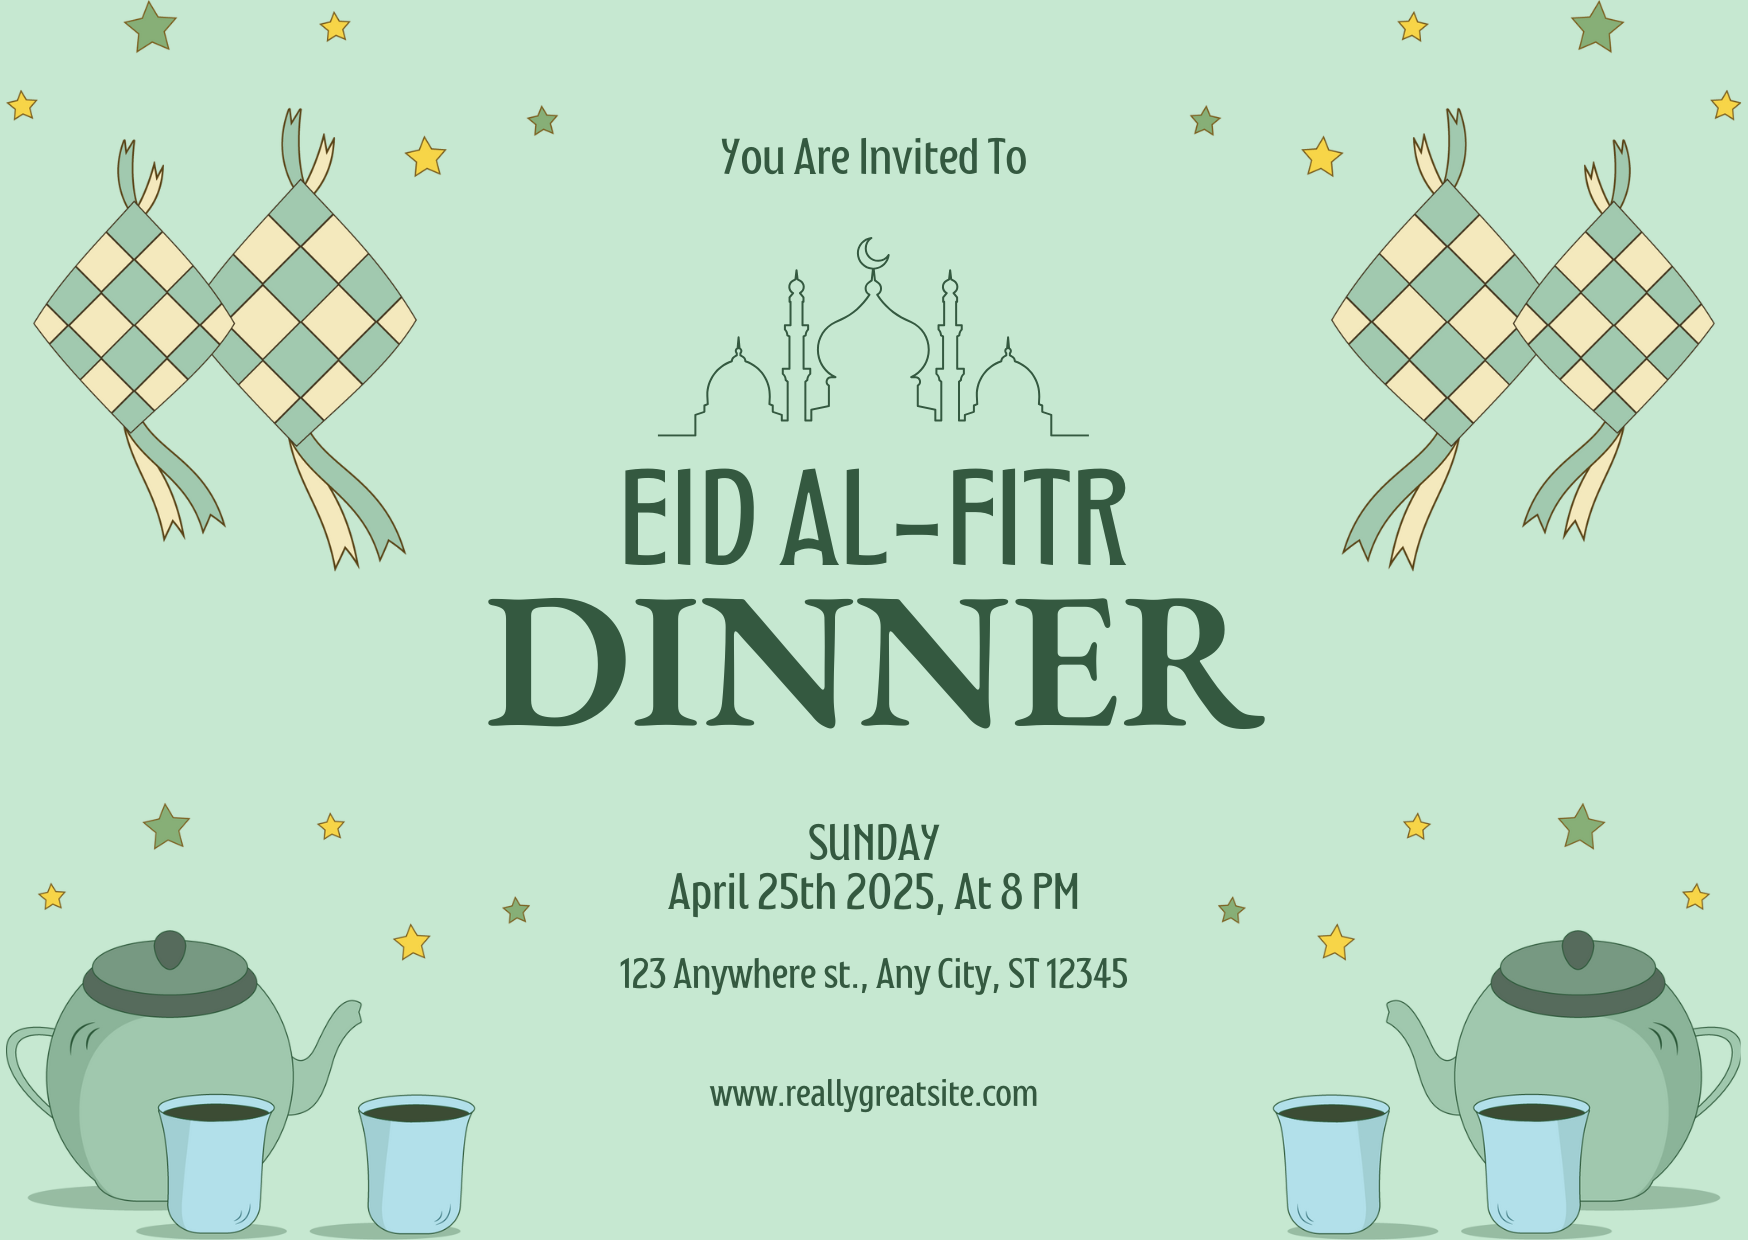 You Are Invited To
EID AL-FITR
DINNER
SUNDAY
April 25th 2025, At 8 PM
123 Anywhere st., Any City, ST 12345
www.reallygreatsite.com